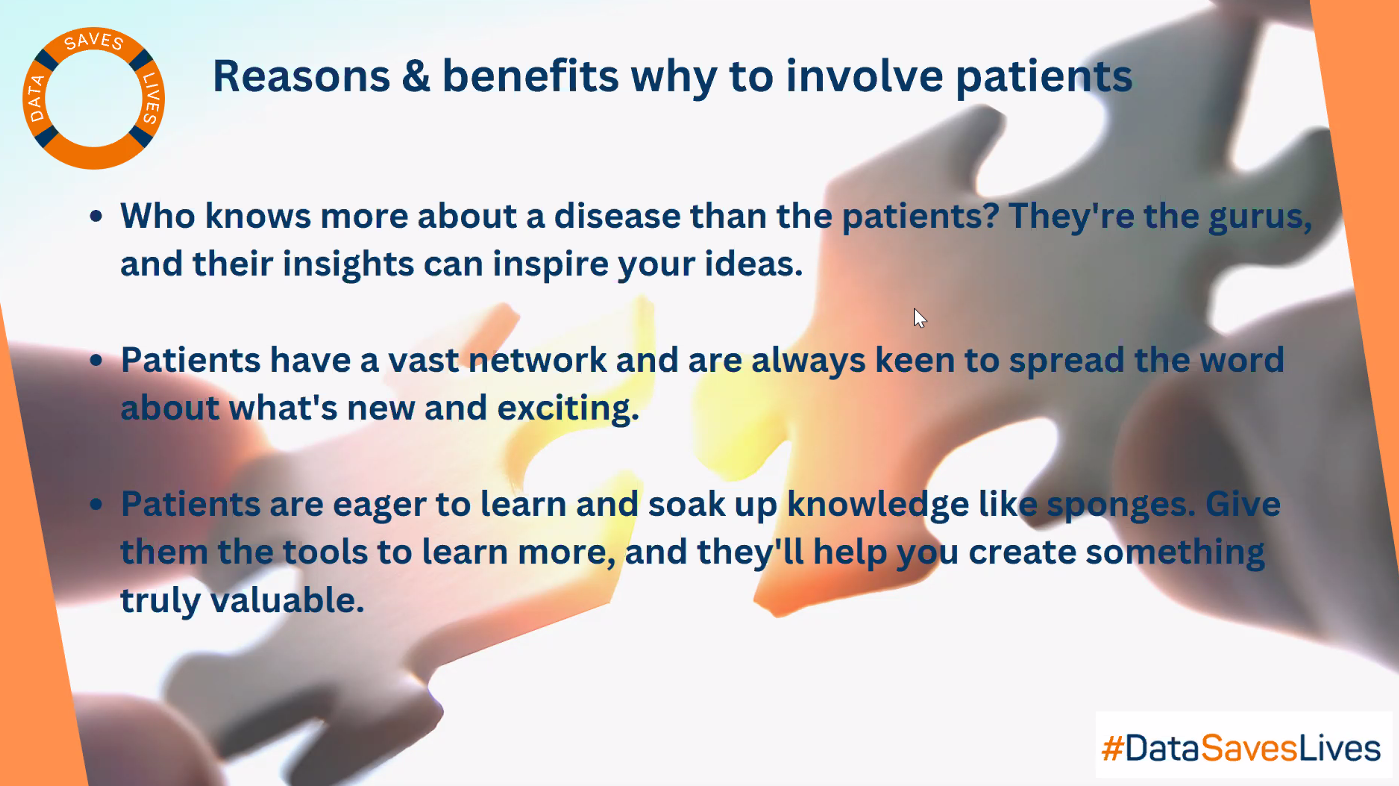 DATA SAVES LIVES
Reasons & benefits why to involve patients
• Who knows more about a disease than the patients? They're the gurus,
and their insights can inspire your ideas.
• Patients have a vast network and are always keen to spread the word
about what's new and exciting.
• Patients are eager to learn and soak up knowledge like sponges. Give
them the tools to learn more, and they'll help you create something
truly valuable.
#DataSavesLives